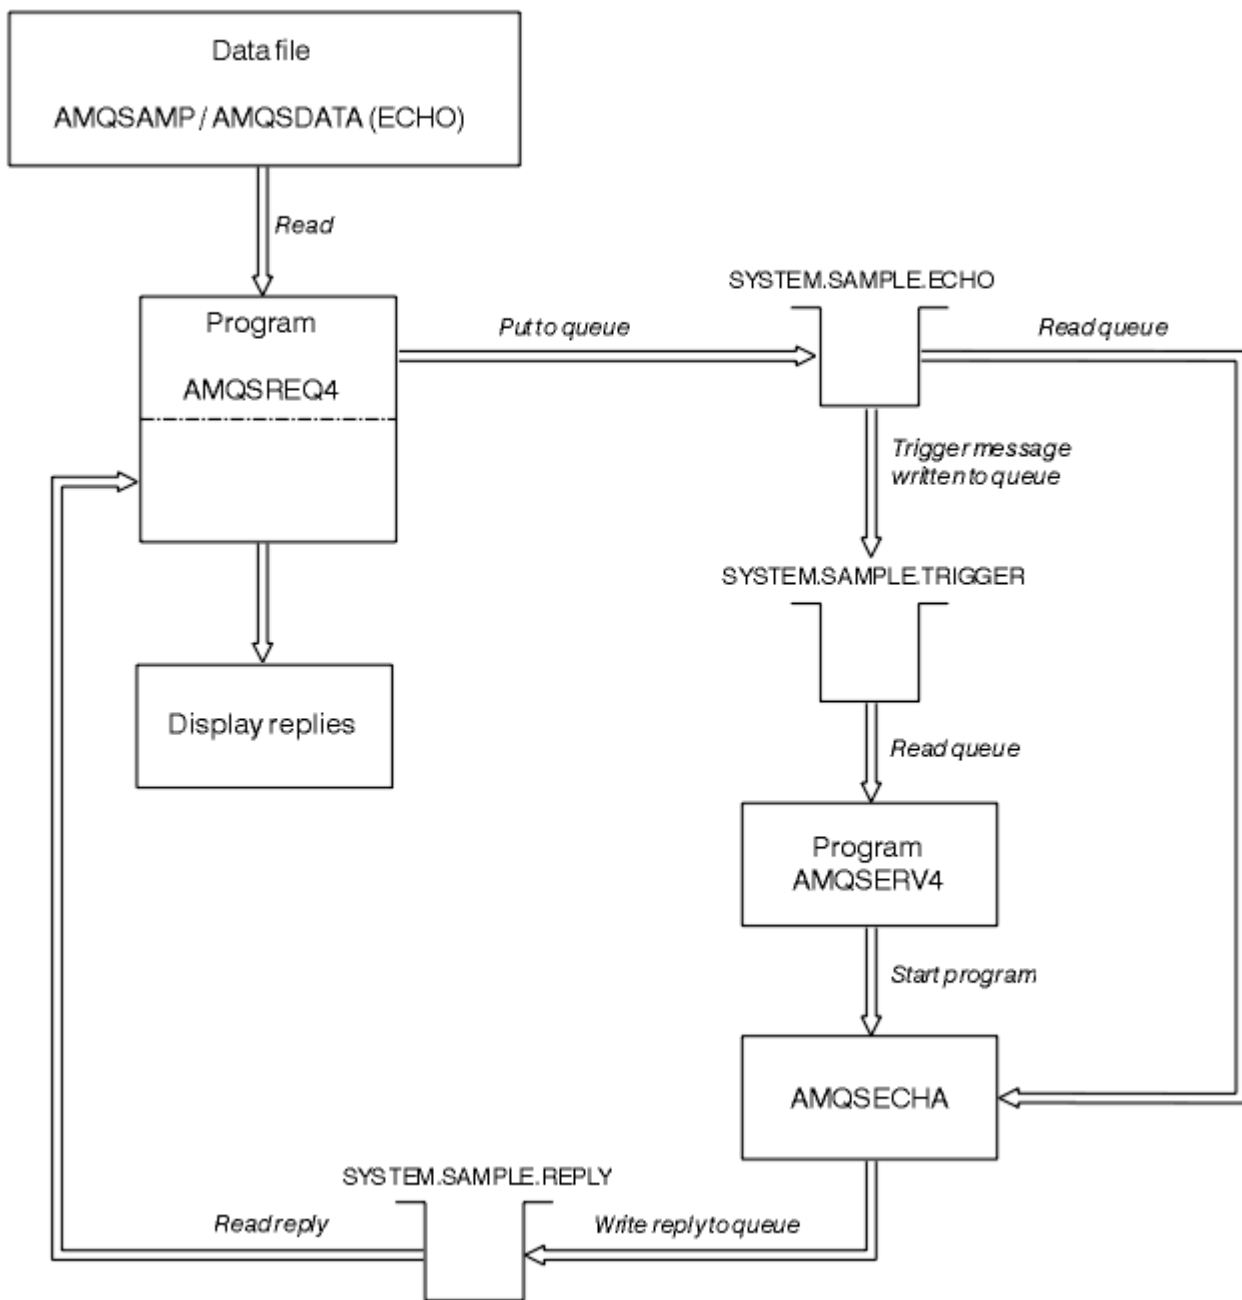 Data file
AMQSAMP / AMQSDATA (ECHO)
Read
SYSTEM.SAMPLE.ECHO
Program
Put to queue
Read queue
AMQSREQ4
Trigger message
written to queue
SYSTEM.SAMPLE.TRIGGER
Display replies
Read queue
Program
AMQSERV4
Start program
AMQSECHA
SYSTEM.SAMPLE.REPLY
Read reply
Write reply to queue